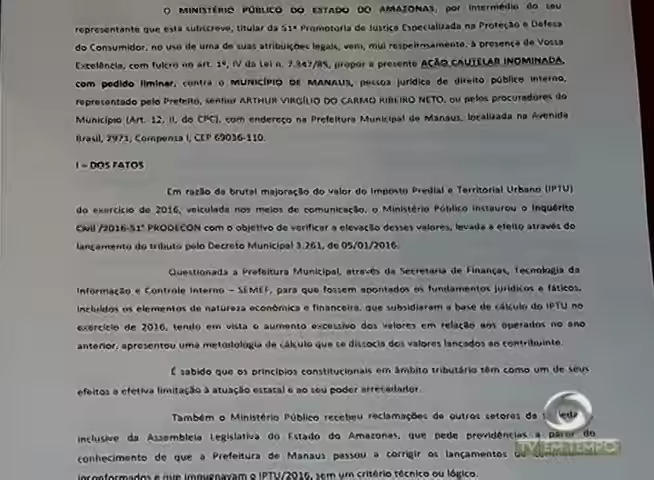 O MINISTÉRIO PÚBLICO DO ESTADO DO AMAZONAS, por intermédio do seu
representante que esta subscreve, titular da 51ª Promotoria de Justiça Especializada na Proteção e Defesa
do Consumidor, no uso de uma de suas atribuições legais, vem, mui respeitosamente, à presença de Vossa
Excelência, com fulcro no art. 1º, IV da Lei n. 7.347/85, propor a presente AÇÃO CAUTELAR INOMINADA,
com pedido liminar, contra o MUNICÍPIO DE MANAUS, pessoa jurídica de direito público interno,
representado pelo Prefeito, senhor ARTHUR VIRGÍLIO DO CARMO RIBEIRO NETO, ou pelos procuradores do
Município (Art. 12, II, do CPC), com endereço na Prefeitura Municipal de Manaus, localizada na Avenida
Brasil, 2971, Compensa I, CEP 69036-110.
I – DOS FATOS
Em razão da brutal majoração do valor do Imposto Predial e Territorial Urbano (IPTU)
do exercício de 2016, veiculada nos meios de comunicação, o Ministério Público instaurou o Inquérito
Civil /2016-51ª PRODECON com o objetivo de verificar a elevação desses valores, levada a efeito através do
lançamento do tributo pelo Decreto Municipal 3.261, de 05/01/2016.
Questionada a Prefeitura Municipal, através da Secretaria de Finanças, Tecnologia da
Informação e Controle Interno – SEMEF, para que fossem apontados os fundamentos jurídicos e fáticos,
incluídos os elementos de natureza econômica e financeira, que subsidiaram a base de cálculo do IPTU no
exercício de 2016, tendo em vista o aumento excessivo dos valores em relação aos operados no ano
anterior, apresentou uma metodologia de cálculo que se dissocia dos valores lançados ao contribuinte.
É sabido que os princípios constitucionais em âmbito tributário têm como um de seus
efeitos a efetiva limitação à atuação estatal e ao seu poder arrecadador.
Também o Ministério Público recebeu reclamações de outros setores da
inclusive da Assembleia Legislativa do Estado do Amazonas, que pede providências a partir do
conhecimento de que a Prefeitura de Manaus passou a corrigir os lançamentos
inconformados e que impugnavam o IPTU/2016, sem um critério técnico ou lógico.
TV EM TEMPO